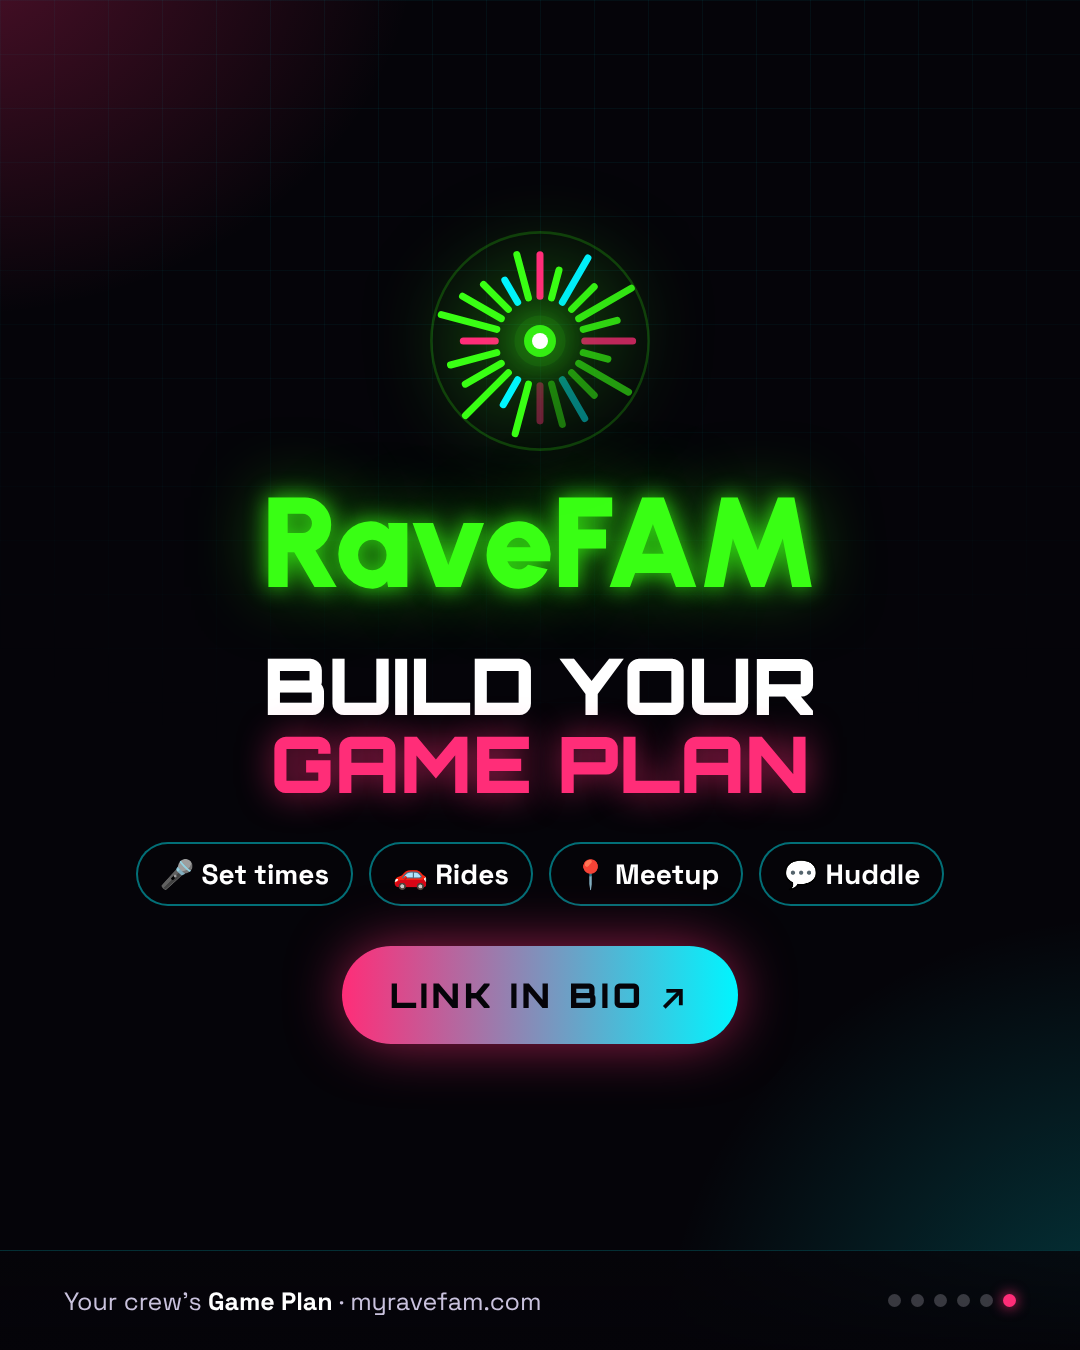 RaveFAM
BUILD YOUR
GAME PLAN
🎤 Set times 🚗 Rides 📍 Meetup 💬 Huddle
LINK IN BIO ↗
Your crew’s Game Plan · myravefam.com